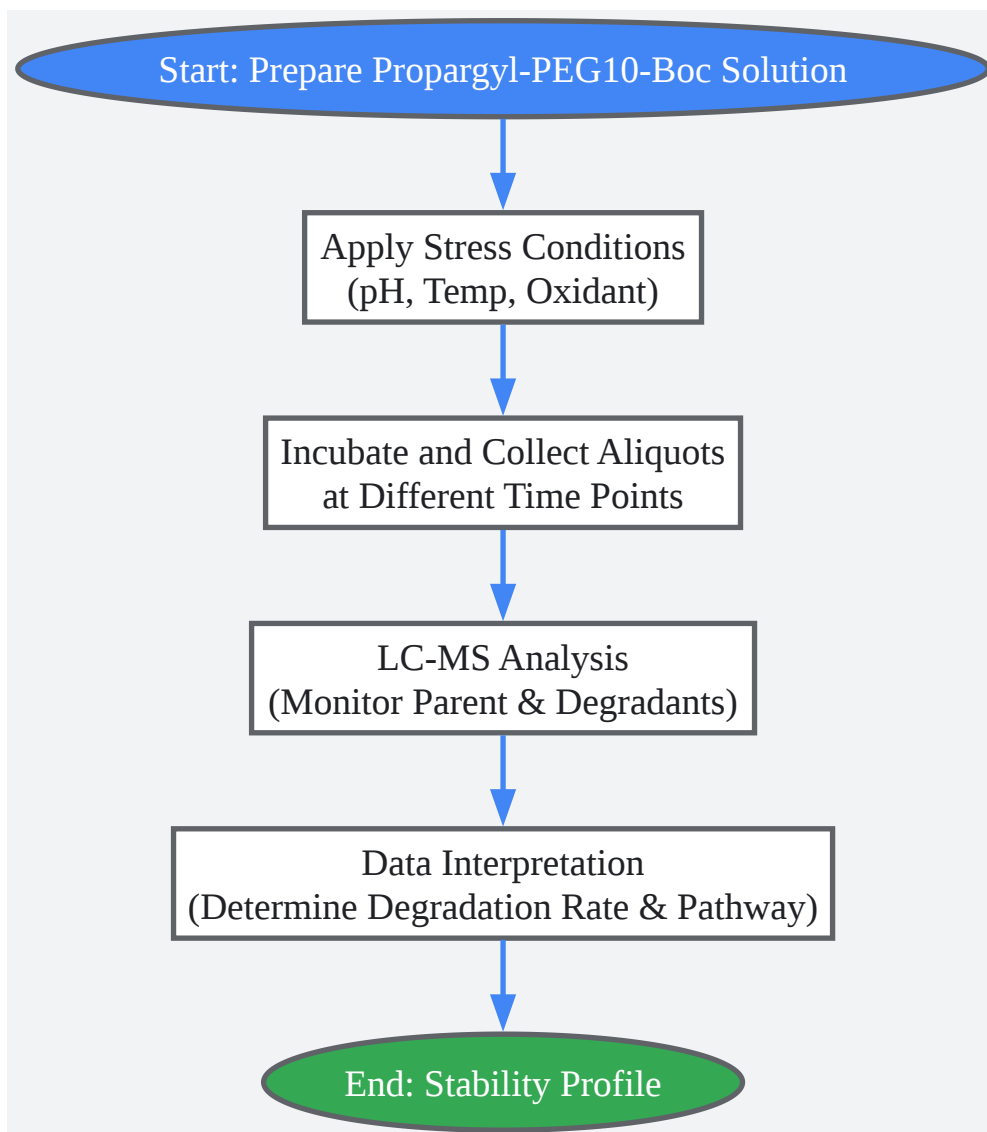 Start: Prepare Propargyl-PEG10-Boc Solution
Apply Stress Conditions
(pH, Temp, Oxidant)
Incubate and Collect Aliquots
at Different Time Points
LC-MS Analysis
(Monitor Parent & Degradants)
Data Interpretation
(Determine Degradation Rate & Pathway)
End: Stability Profile